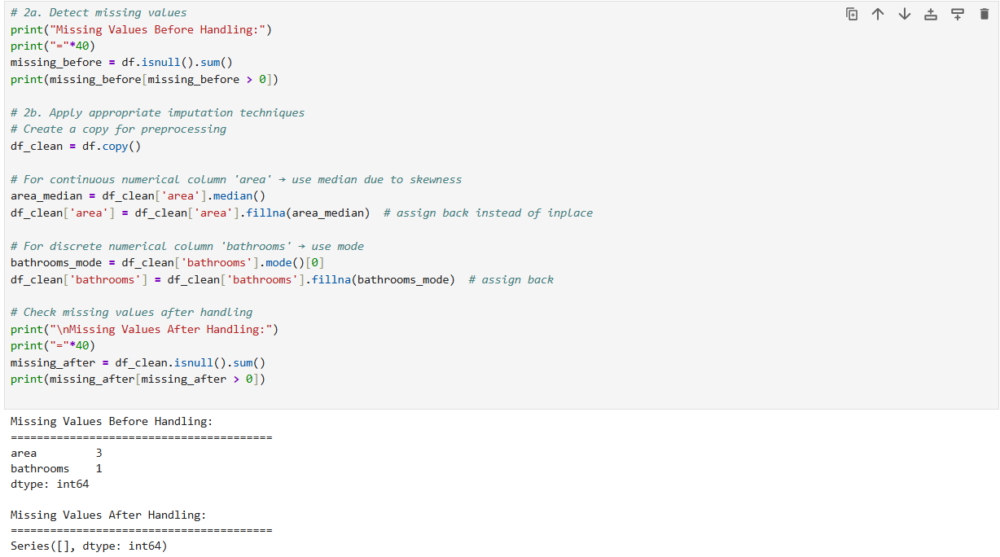 # 2a. Detect missing values
print("Missing Values Before Handling:")
print("="*40)
missing_before = df.isnull().sum()
print(missing_before[missing_before > 0])

# 2b. Apply appropriate imputation techniques
# Create a copy for preprocessing
df_clean = df.copy()

# For continuous numerical column 'area' → use median due to skewness
area_median = df_clean['area'].median()
df_clean['area'] = df_clean['area'].fillna(area_median)  # assign back instead of inplace

# For discrete numerical column 'bathrooms' → use mode
bathrooms_mode = df_clean['bathrooms'].mode()[0]
df_clean['bathrooms'] = df_clean['bathrooms'].fillna(bathrooms_mode)  # assign back

# Check missing values after handling
print("\nMissing Values After Handling:")
print("="*40)
missing_after = df_clean.isnull().sum()
print(missing_after[missing_after > 0])

Missing Values Before Handling:
========================================
area         3
bathrooms    1
dtype: int64

Missing Values After Handling:
========================================
Series([], dtype: int64)